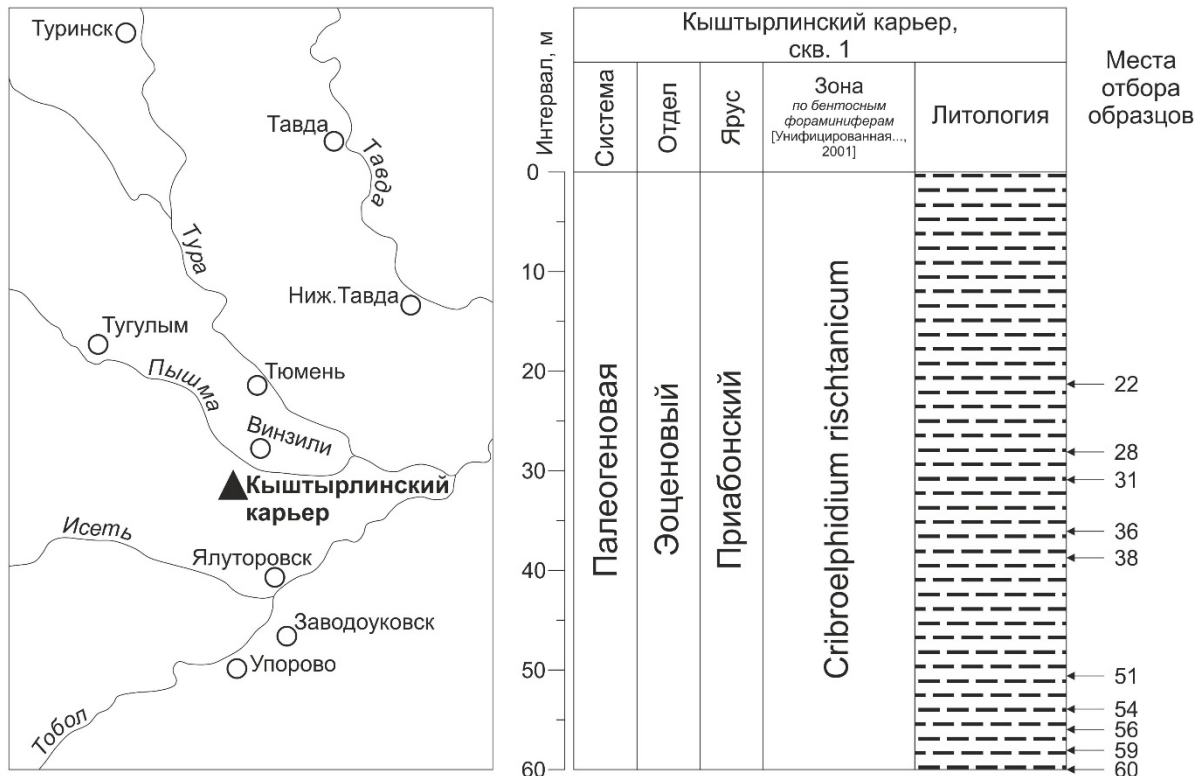 Туринск
Тавда
Тавда
Тура
Ниж.Тавда
Тугулым
Пышма
Тюмень
Винзили
Кыштырлинский
карьер
Исеть
Ялуторовск
Заводоуковск
Упорово
Тобол
Кыштырлинский карьер,
скв. 1
Интервал, м
Система
Отдел
Ярус
Зона
по бентосным
фораминиферам
[Унифицированная...,
2001]
Литология
Места
отбора
образцов
0
10
20
30
40
50
60
Палеогеновая
Эоценовый
Приабонский
Cribroelphidium rischtanicum
22
28
31
36
38
51
54
56
59
60